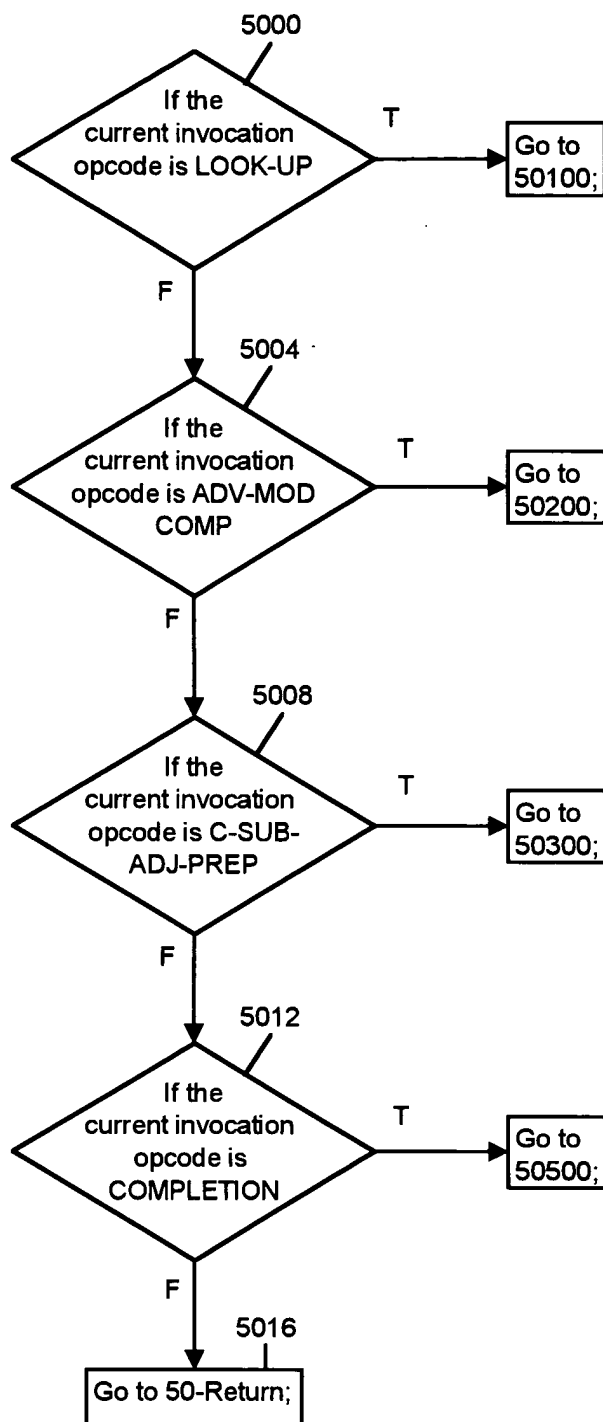 5000
If the
current invocation
opcode is LOOK-UP
T
Go to
50100;
F
5004
If the
current invocation
opcode is ADV-MOD
COMP
T
Go to
50200;
F
5008
If the
current invocation
opcode is C-SUB-
ADJ-PREP
T
Go to
50300;
F
5012
If the
current invocation
opcode is
COMPLETION
T
Go to
50500;
F
5016
Go to 50-Return;